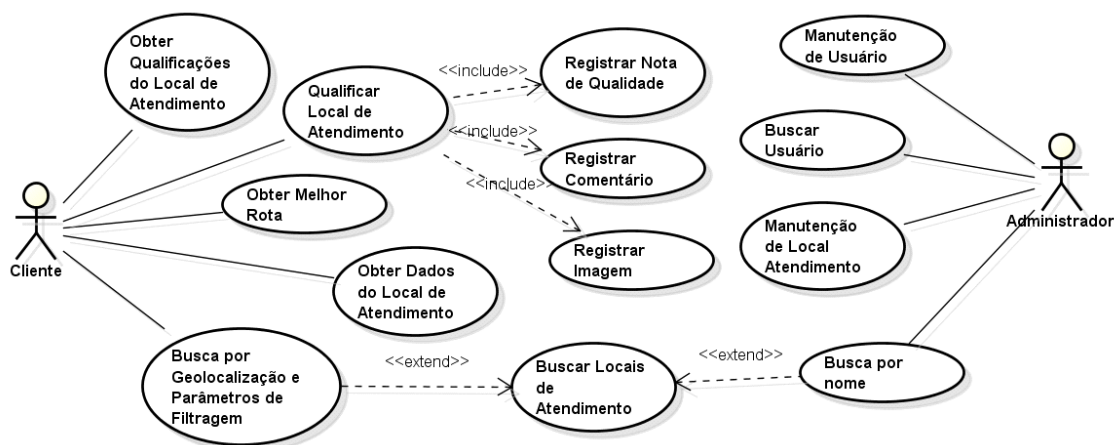 Obter
Qualificações
do Local de
Atendimento
Qualificar
Local de
Atendimento
<<include>>
Registrar Nota
de Qualidade
Manutenção
de Usuário
<<include>>
Registrar
Comentário
Buscar
Usuário
<<include>>
Obter Melhor
Rota
Registrar
Imagem
Manutenção
de Local
Atendimento
Cliente
Administrador
Obter Dados
do Local de
Atendimento
Busca por
Geolocalização e
Parâmetros de
Filtragem
<<extend>>
Buscar Locais
de
Atendimento
<<extend>>
Busca por
nome